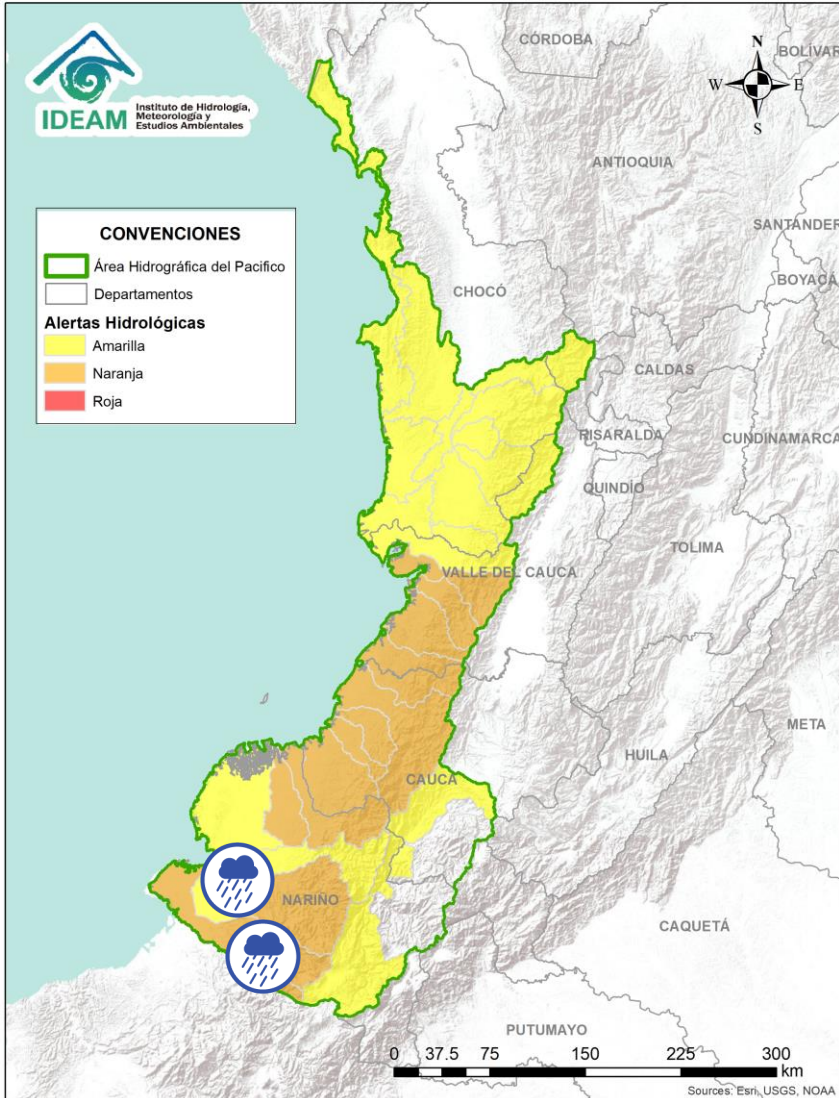 IDEAM
Instituto de Hidrología,
Meteorología y
Estudios Ambientales
CONVENCIONES
Área Hidrográfica del Pacifico
Departamentos
Alertas Hidrológicas
Amarilla
Naranja
Roja
N
W
E
S
CÓRDOBA
BOLÍVAR
ANTIOQUIA
SANTANDER
BOYACÁ
CHOCÓ
CALDAS
RISARALDA
CUNDINAMARCA
QUINDÍO
TOLIMA
VALLE DEL CAUCA
META
HUILA
CAUCA
NARIÑO
CAQUETÁ
PUTUMAYO
0 37.5 75 150 225 300
km
Sources: Esri, USGS, NOAA